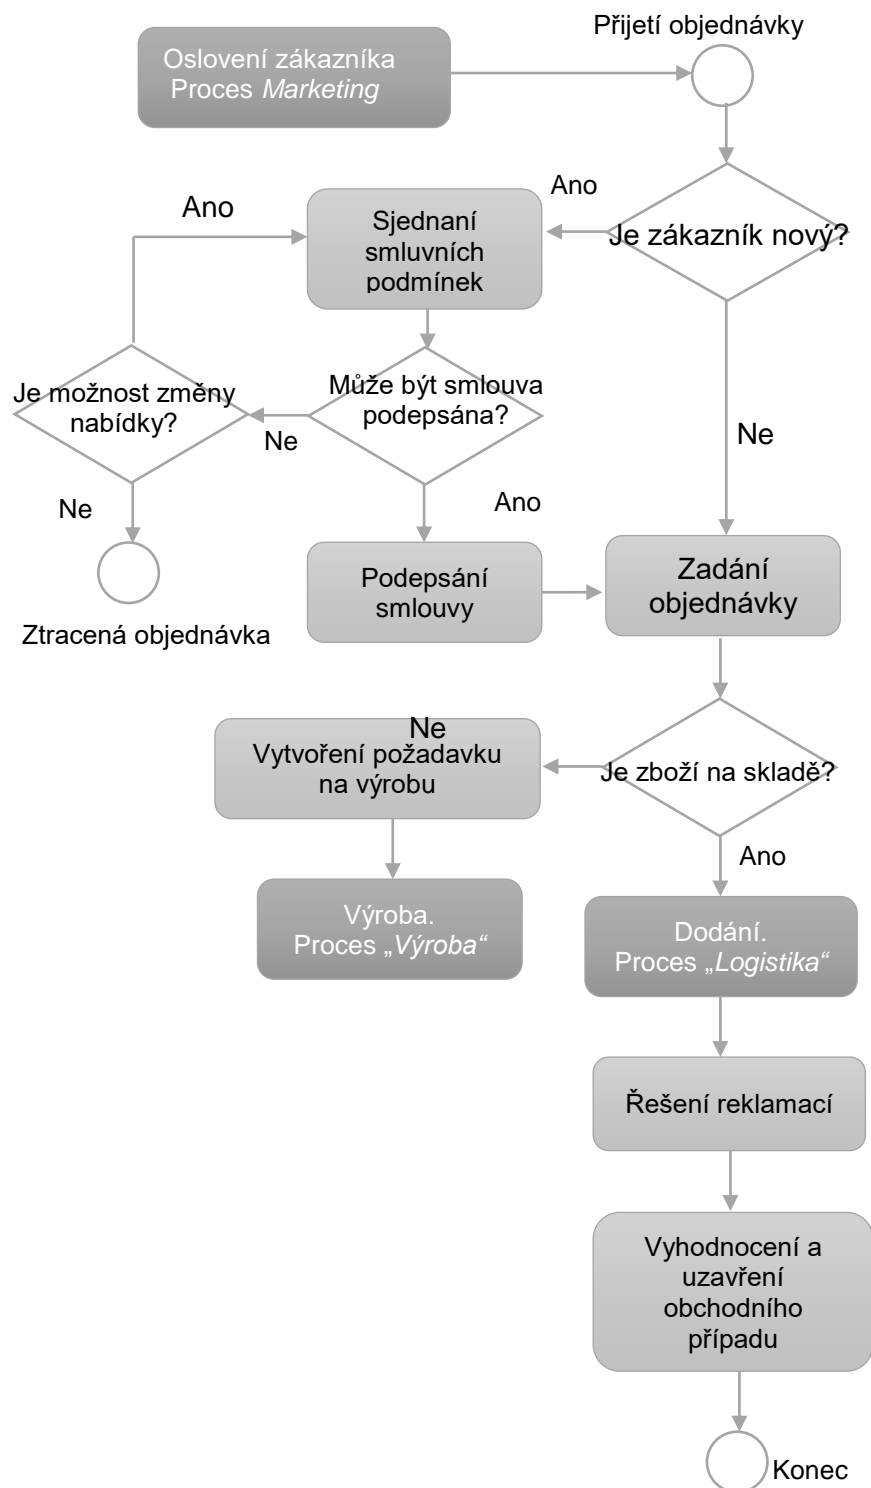 Přijetí objednávky
Oslovení zákazníka
Proces Marketing
Ano
Je zákazník nový?
Ano
Sjednaní
smluvních
podmínek
Je možnost změny
nabídky?
Může být smlouva
podepsána?
Ne
Ne
Ne
Ano
Podepsání
smlouvy
Zadání
objednávky
Ztracená objednávka
Ne
Vytvoření požadavku
na výrobu
Je zboží na skladě?
Ano
Výroba.
Proces „Výroba“
Dodání.
Proces „Logistika“
Řešení reklamací
Vyhodnocení a
uzavření
obchodního
případu
Konec